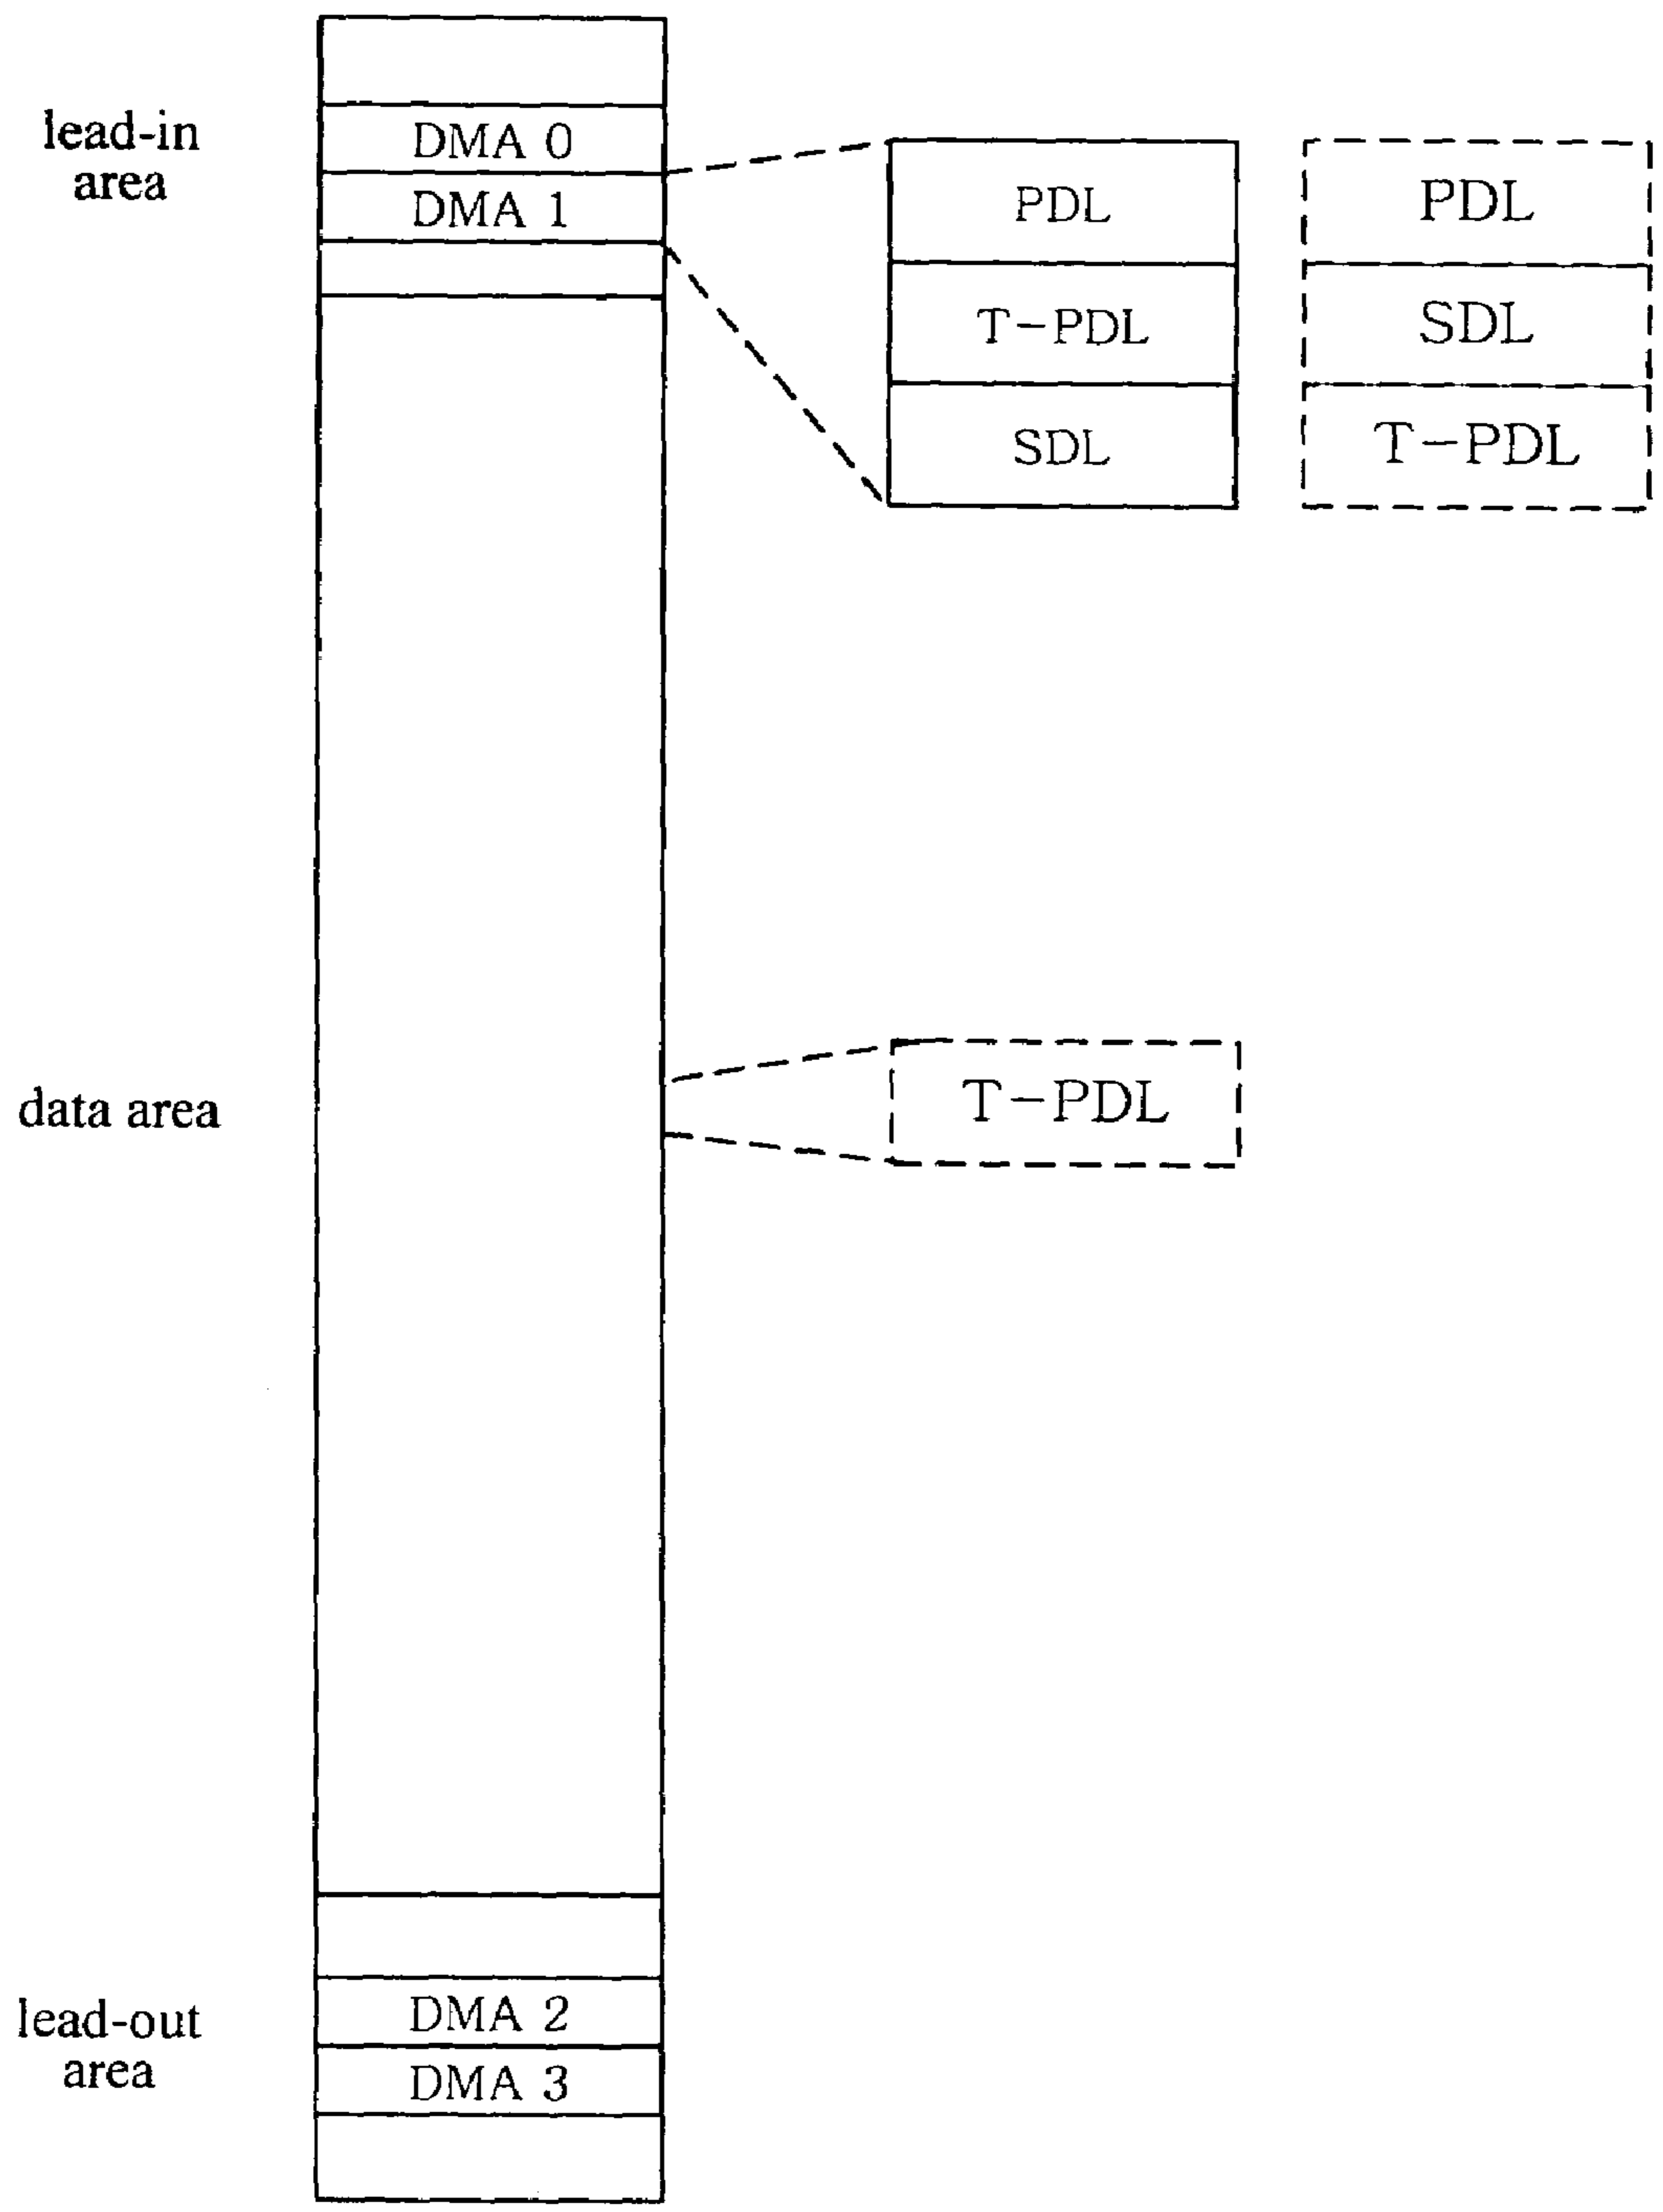 lead-in
area
DMA 0
DMA 1
PDL
T-PDL
SDL
PDL
SDL
T-PDL
data area
T-PDL
lead-out
area
DMA 2
DMA 3